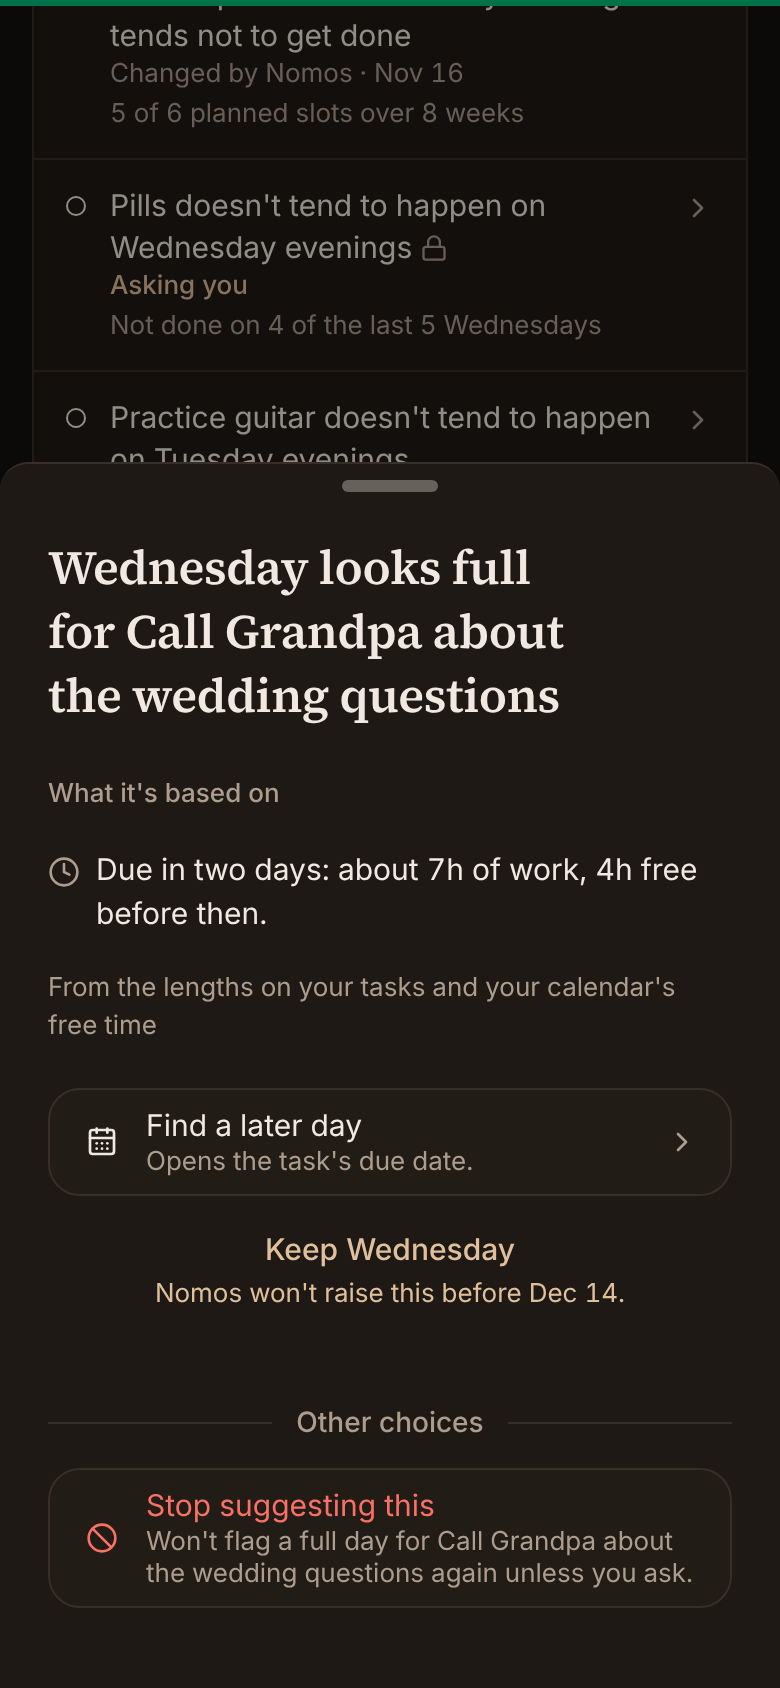 tends not to get done
Changed by Nomos · Nov 16
5 of 6 planned slots over 8 weeks
Pills doesn't tend to happen on
Wednesday evenings
Asking you
Not done on 4 of the last 5 Wednesdays
Practice guitar doesn't tend to happen
on Tuesday evenings
Wednesday looks full
for Call Grandpa about
the wedding questions
What it's based on
Due in two days: about 7h of work, 4h free
before then.
From the lengths on your tasks and your calendar's
free time
Find a later day
Opens the task's due date.
Keep Wednesday
Nomos won't raise this before Dec 14.
Other choices
Stop suggesting this
Won't flag a full day for Call Grandpa about
the wedding questions again unless you ask.